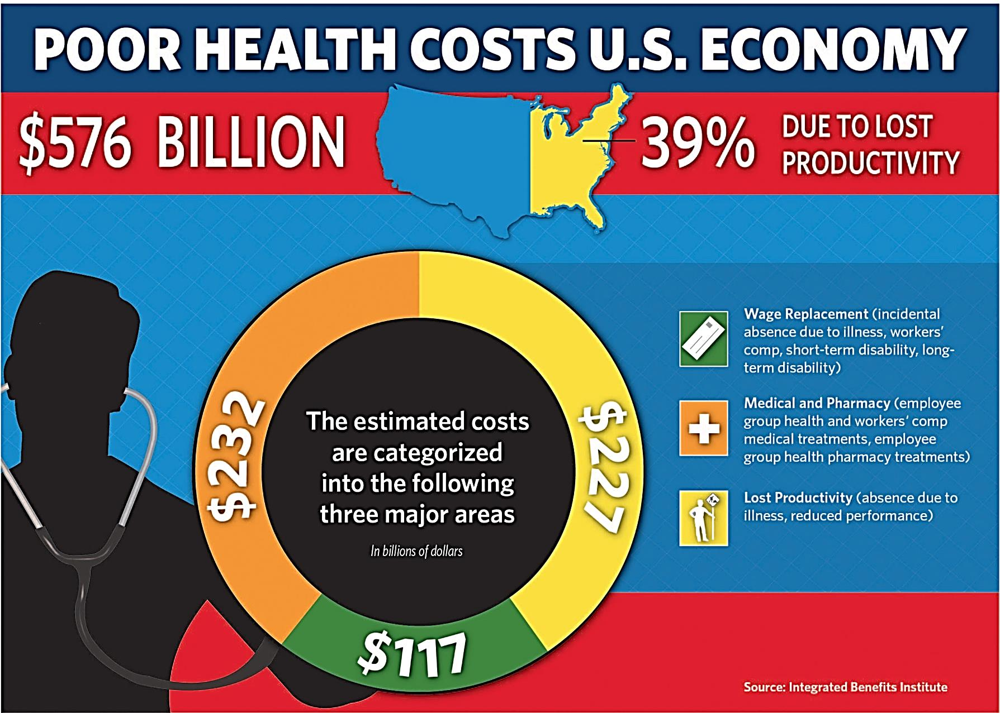 POOR HEALTH COSTS U.S. ECONOMY
$576 BILLION
39%
DUE TO LOST
PRODUCTIVITY
$232
$227
$117
The estimated costs
are categorized
into the following
three major areas
In billions of dollars
Wage Replacement (incidental
absence due to illness, workers’
comp, short-term disability, long-
term disability)
Medical and Pharmacy (employee
group health and workers‘ comp
medical treatments, employee
group health pharmacy treatments)
Lost Productivity (absence due to
illness, reduced performance)
Source: Integrated Benefits Institute